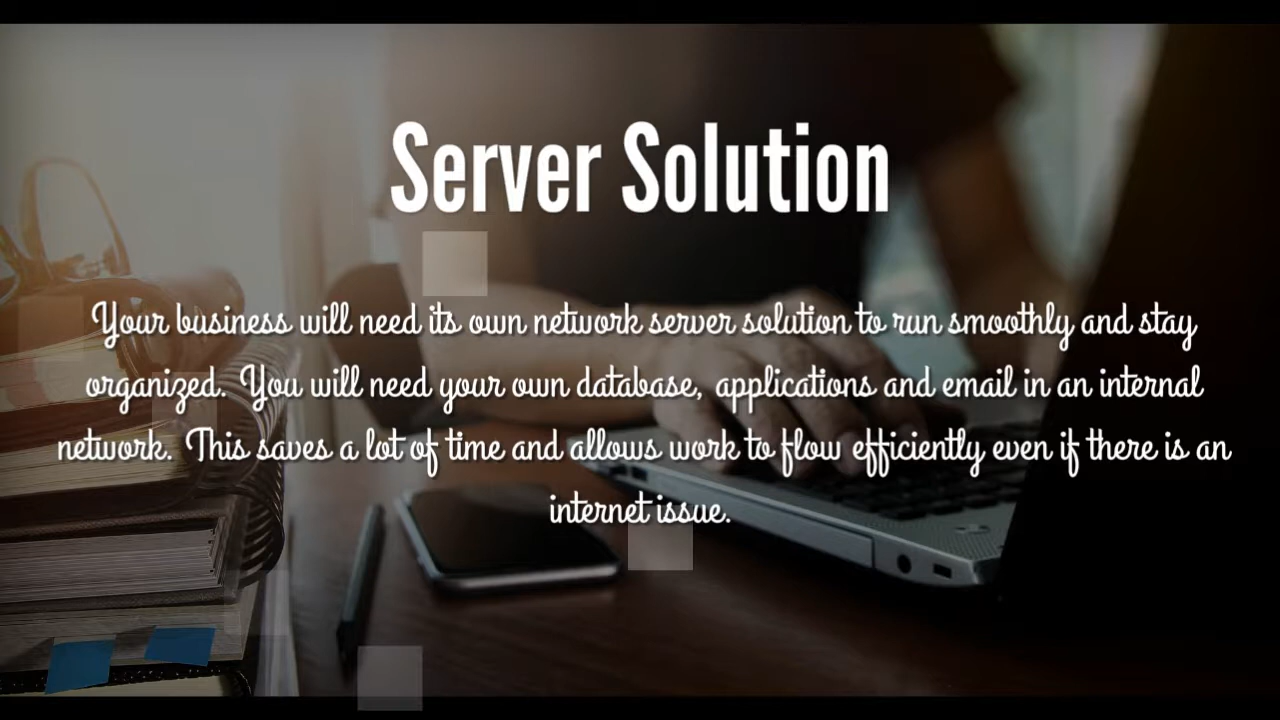 Server Solution
Your business will need its own network server solution to run smoothly and stay
organized. You will need your own database, applications and email in an internal
network. This saves a lot of time and allows work to flow efficiently even if there is an
internet issue.